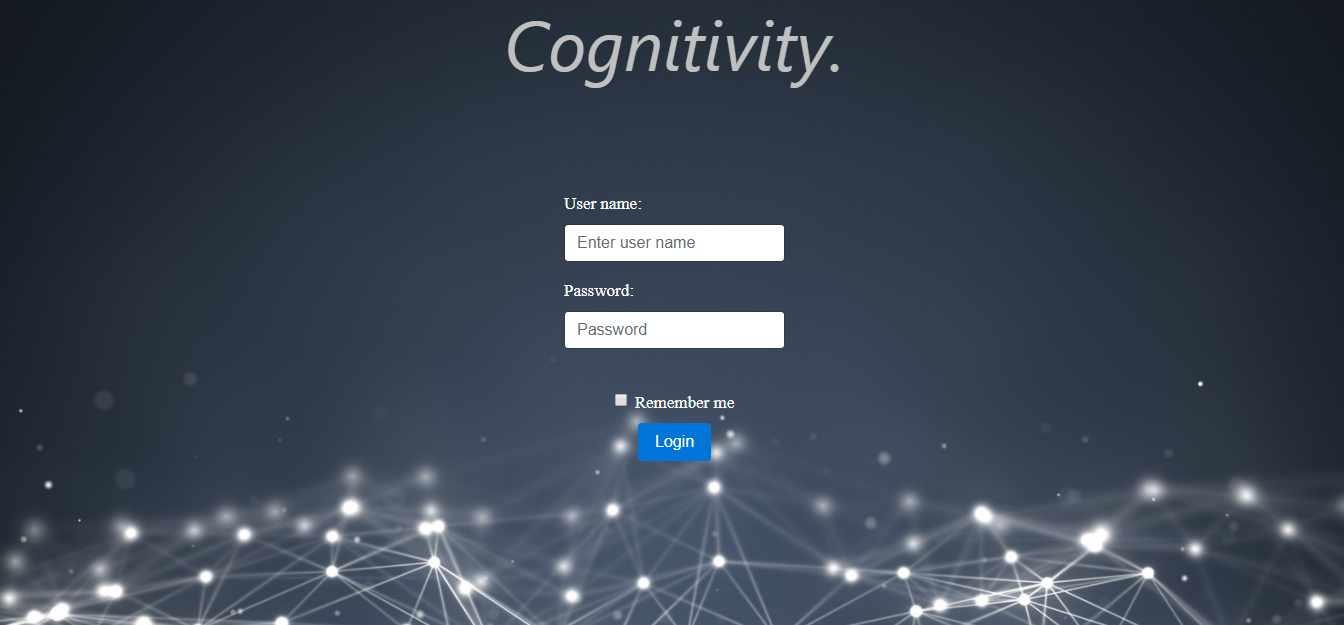 Cognitivity.
User name:
Enter user name
Password:
Password
Remember me
Login